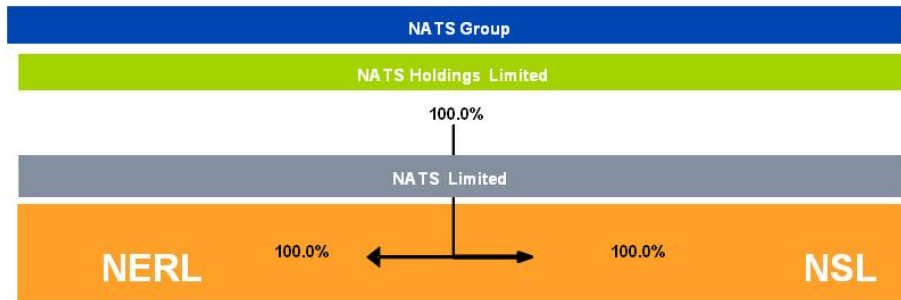 NATS Group
NATS Holdings Limited
100.0%
NATS Limited
NERL 100.0% 100.0% NSL